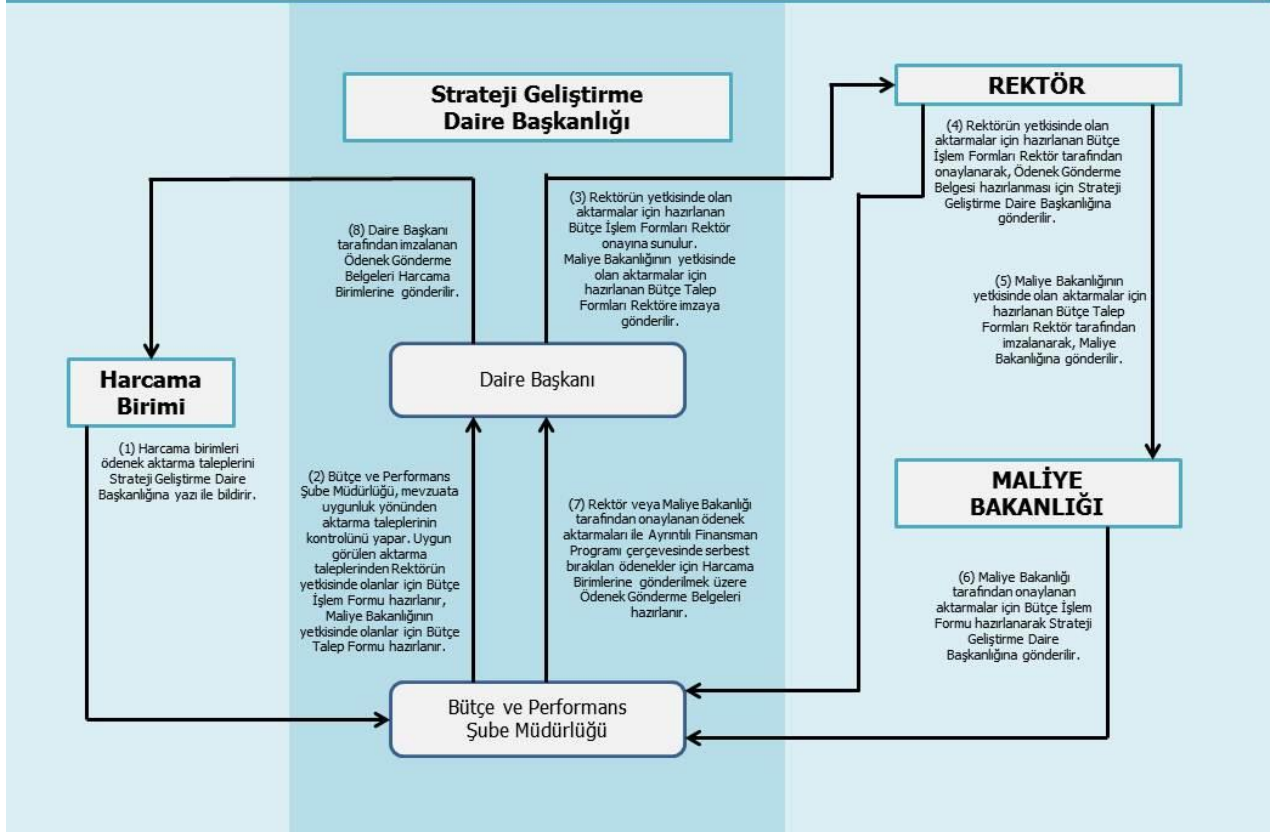 Strateji Geliştirme
Daire Başkanlığı
REKTÖR
(4) Rektörün yetkisinde olan
aktarmalar için hazırlanan Bütçe
İşlem Formları Rektör tarafından
onaylanarak, Ödenek Gönderme
Belgesi hazırlanması için Strateji
Geliştirme Daire Başkanlığına
gönderilir.
(3) Rektörün yetkisinde olan
aktarmalar için hazırlanan
Bütçe İşlem Formları Rektör
onayına sunulur.
Maliye Bakanlığının yetkisinde
olan aktarmalar için
hazırlanan Bütçe Talep
Formları Rektöre imzaya
gönderilir.
(8) Daire Başkanı
tarafından imzalanan
Ödenek Gönderme
Belgeleri Harcama
Birimlerine gönderilir.
(5) Maliye Bakanlığının
yetkisinde olan aktarmalar için
hazırlanan Bütçe Talep
Formları Rektör tarafından
imzalanarak, Maliye
Bakanlığına gönderilir.
Harcama
Birimi
Daire Başkanı
(1) Harcama birimleri
ödenek aktarma taleplerini
Strateji Geliştirme Daire
Başkanlığına yazı ile bildirir.
(2) Bütçe ve Performans
Şube Müdürlüğü, mevzuata
uygunluk yönünden
aktarma taleplerinin
kontrolünü yapar. Uygun
görülen aktarma
taleplerinden Rektörün
yetkisinde olanlar için Bütçe
İşlem Formu hazırlanır,
Maliye Bakanlığının
yetkisinde olanlar için Bütçe
Talep Formu hazırlanır.
(7) Rektör veya Maliye Bakanlığı
tarafından onaylanan ödenek
aktarmaları ile Ayrıntılı Finansman
Programı çerçevesinde serbest
bırakılan ödenekler için Harcama
Birimlerine gönderilmek üzere
Ödenek Gönderme Belgeleri
hazırlanır.
MALİYE
BAKANLIĞI
(6) Maliye Bakanlığı
tarafından onaylanan
aktarmalar için Bütçe İşlem
Formu hazırlanarak Strateji
Geliştirme Daire
Başkanlığına gönderilir.
Bütçe ve Performans
Şube Müdürlüğü